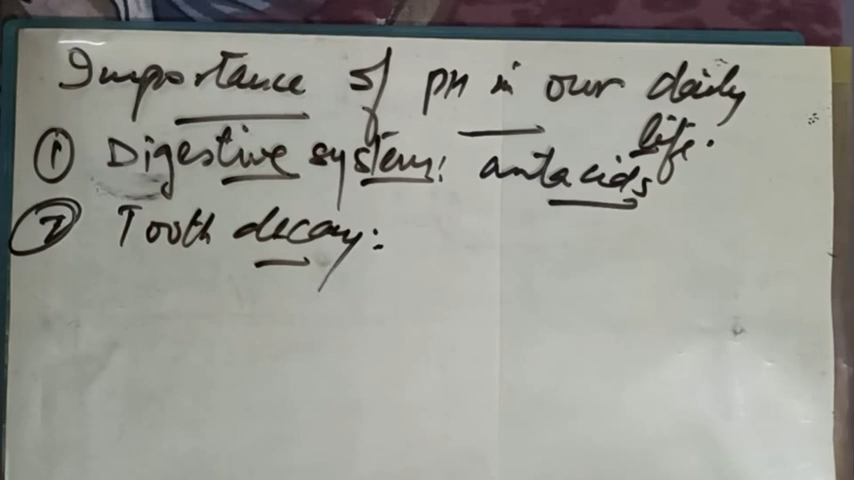 Importance of pH in our daily life.
① Digestive system: antacids
② Tooth decay: